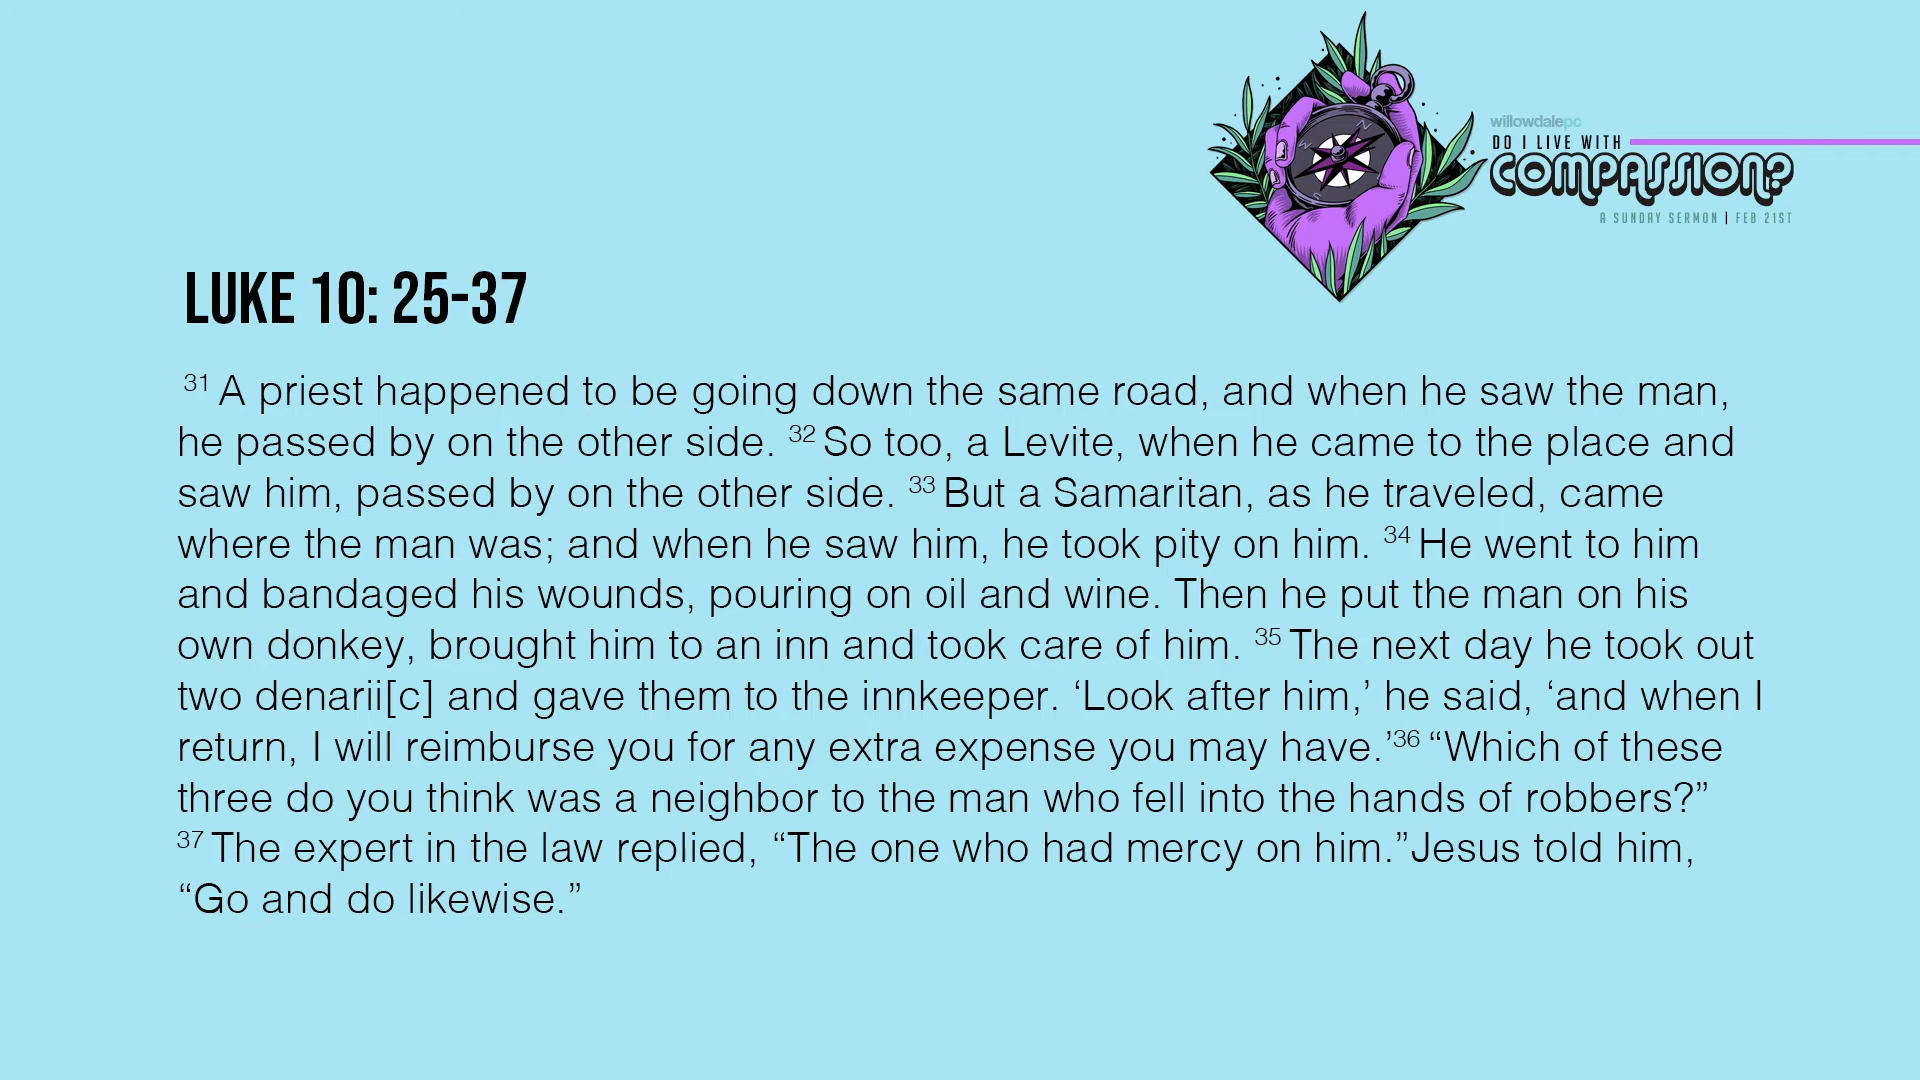 willowdalepc
DO I LIVE WITH
COMPASSION?
A SUNDAY SERMON | FEB 21ST
LUKE 10: 25-37
31 A priest happened to be going down the same road, and when he saw the man,
he passed by on the other side. 32 So too, a Levite, when he came to the place and
saw him, passed by on the other side. 33 But a Samaritan, as he traveled, came
where the man was; and when he saw him, he took pity on him. 34 He went to him
and bandaged his wounds, pouring on oil and wine. Then he put the man on his
own donkey, brought him to an inn and took care of him. 35 The next day he took out
two denarii[c] and gave them to the innkeeper. ‘Look after him,’ he said, ‘and when I
return, I will reimburse you for any extra expense you may have.’36 “Which of these
three do you think was a neighbor to the man who fell into the hands of robbers?”
37 The expert in the law replied, “The one who had mercy on him.”Jesus told him,
“Go and do likewise.”
N
W